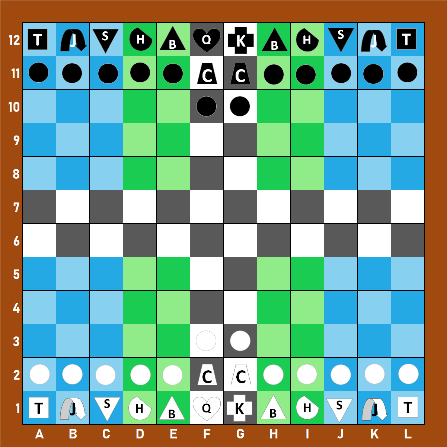 12 T J S H B Q K B H S J T
11 C C
10
9
8
7
6
5
4
3
2 C C
1 T J S H B Q K B H S J T
A B C D E F G H I J K L